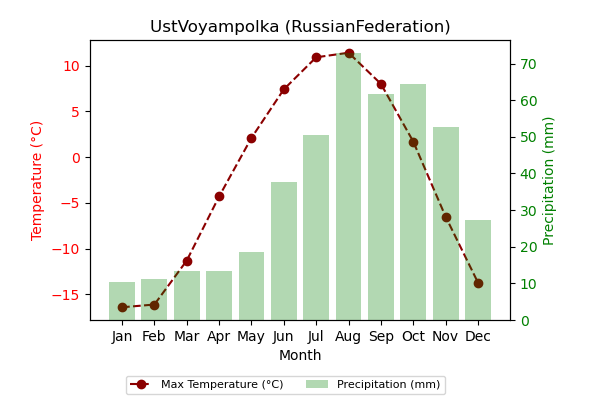 UstVoyampolka (RussianFederation)
10
5
0
−5
−10
−15
Temperature (°C)
70
60
50
40
30
20
10
0
Precipitation (mm)
Jan Feb Mar Apr May Jun Jul Aug Sep Oct Nov Dec
Month
Max Temperature (°C) Precipitation (mm)